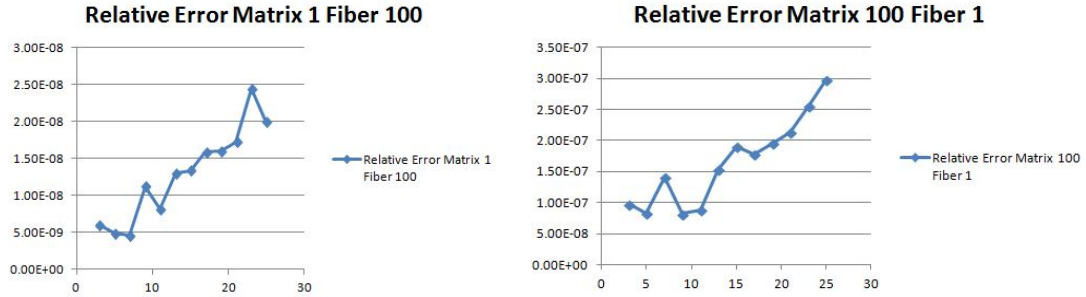 Relative Error Matrix 1 Fiber 100
3.00E-08
2.50E-08
2.00E-08
1.50E-08
1.00E-08
5.00E-09
0.00E+00
0 10 20 30
Relative Error Matrix 1
Fiber 100
Relative Error Matrix 100 Fiber 1
3.50E-07
3.00E-07
2.50E-07
2.00E-07
1.50E-07
1.00E-07
5.00E-08
0.00E+00
0 5 10 15 20 25 30
Relative Error Matrix 100
Fiber 1